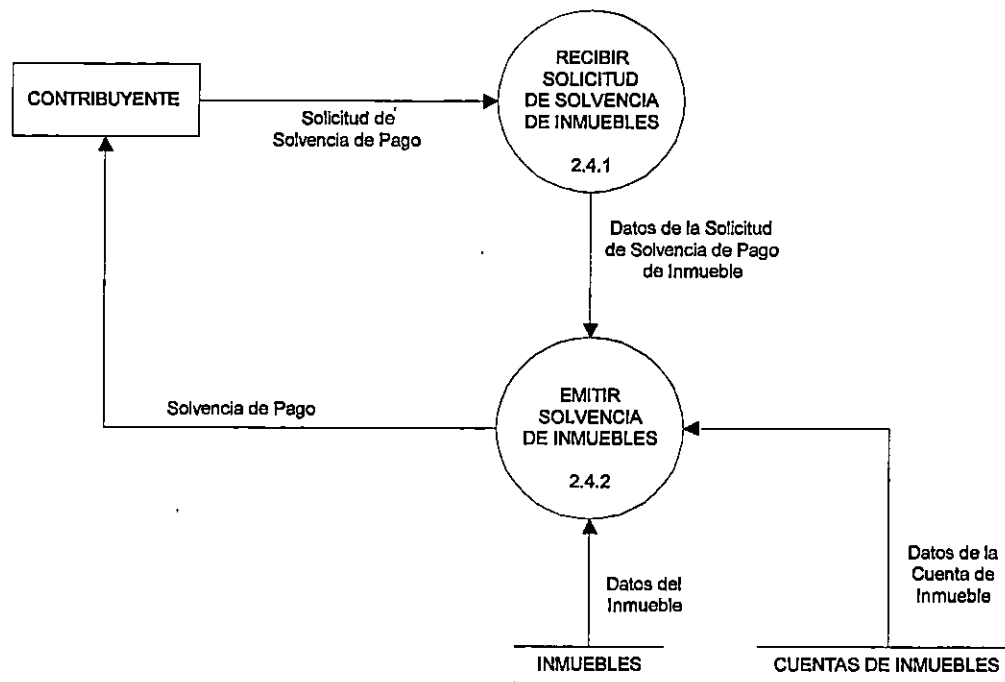 CONTRIBUYENTE
Solicitud de
Solvencia de Pago
RECIBIR
SOLICITUD
DE SOLVENCIA
DE INMUEBLES
2.4.1
Datos de la Solicitud
de Solvencia de Pago
de Inmueble
Solvencia de Pago
EMITIR
SOLVENCIA
DE INMUEBLES
2.4.2
Datos del
Inmueble
Datos de la
Cuenta de
Inmueble
INMUEBLES
CUENTAS DE INMUEBLES